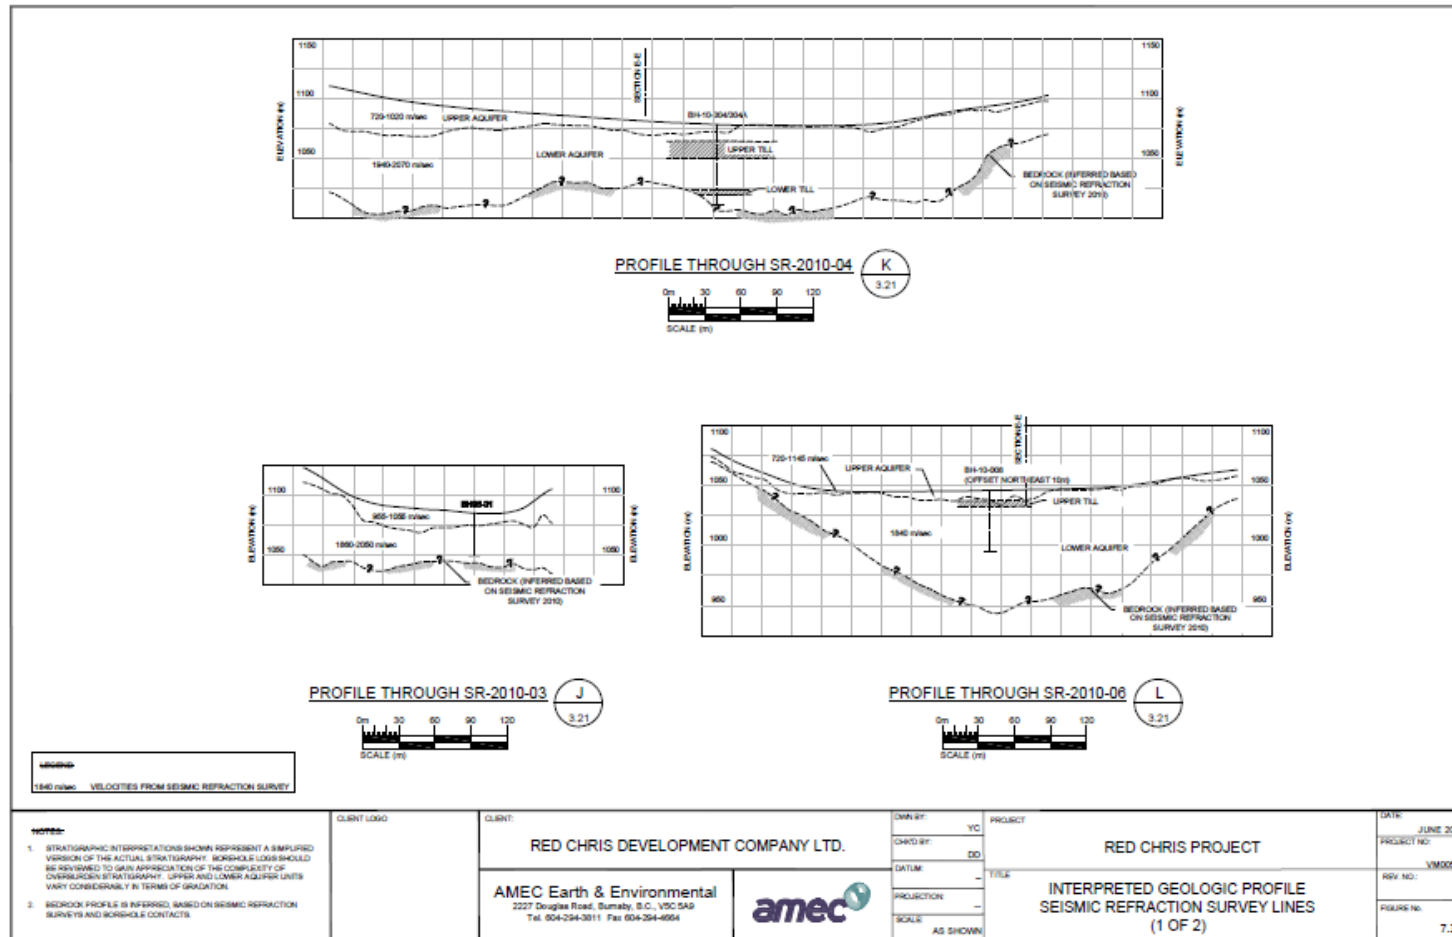 1150
1150
SECTION E-E
1100
1100
720-1020 m/sec
UPPER AQUIFER
BH-10-204/204A
ELEVATION (m)
ELEVATION (m)
1050
1050
LOWER AQUIFER
UPPER TILL
1940-2070 m/sec
BEDROCK (INFERRED BASED
ON SEISMIC REFRACTION
SURVEY 2010)
LOWER TILL
? ? ? ? ? ? ? ? ?
PROFILE THROUGH SR-2010-04
K
3.21
0m 30 60 90 120
SCALE (m)
1100
1100
955-1055 m/sec
1860-2050 m/sec
ELEVATION (m)
ELEVATION (m)
1050
1050
? ? ?
BEDROCK (INFERRED BASED
ON SEISMIC REFRACTION
SURVEY 2010)
PROFILE THROUGH SR-2010-03
J
3.21
0m 30 60 90 120
SCALE (m)
SECTION E-E
1100
1100
720-1145 m/sec
UPPER AQUIFER
(OFFSET NORTHEAST 10m)
1050
1050
UPPER TILL
1840 m/sec
1000
1000
LOWER AQUIFER
ELEVATION (m)
ELEVATION (m)
950
950
? ? ? ? ? ? ? ?
BEDROCK (INFERRED BASED
ON SEISMIC REFRACTION
SURVEY 2010)
PROFILE THROUGH SR-2010-06
L
3.21
0m 30 60 90 120
SCALE (m)
LEGEND
1840 m/sec VELOCITIES FROM SEISMIC REFRACTION SURVEY
NOTES:
1. STRATIGRAPHIC INTERPRETATIONS SHOWN REPRESENT A SIMPLIFIED
VERSION OF THE ACTUAL STRATIGRAPHY. BOREHOLE LOGS SHOULD
BE REVIEWED TO GAIN APPRECIATION OF THE COMPLEXITY OF
OVERBURDEN STRATIGRAPHY. UPPER AND LOWER AQUIFER UNITS
VARY CONSIDERABLY IN TERMS OF GRADATION.
2. BEDROCK PROFILE IS INFERRED, BASED ON SEISMIC REFRACTION
SURVEYS AND BOREHOLE CONTACTS.
CLIENT LOGO
CLIENT:
RED CHRIS DEVELOPMENT COMPANY LTD.
AMEC Earth & Environmental
2227 Douglas Road, Burnaby, B.C., V5C 5A9
Tel. 604-294-3811 Fax 604-294-4664
amec
DWN BY: YC
CHK'D BY: DD
DATUM: -
PROJECTION: -
SCALE: AS SHOWN
PROJECT
RED CHRIS PROJECT
TITLE
INTERPRETED GEOLOGIC PROFILE
SEISMIC REFRACTION SURVEY LINES
(1 OF 2)
DATE:
JUNE 20
PROJECT NO:
REV. NO.:
FIGURE No.